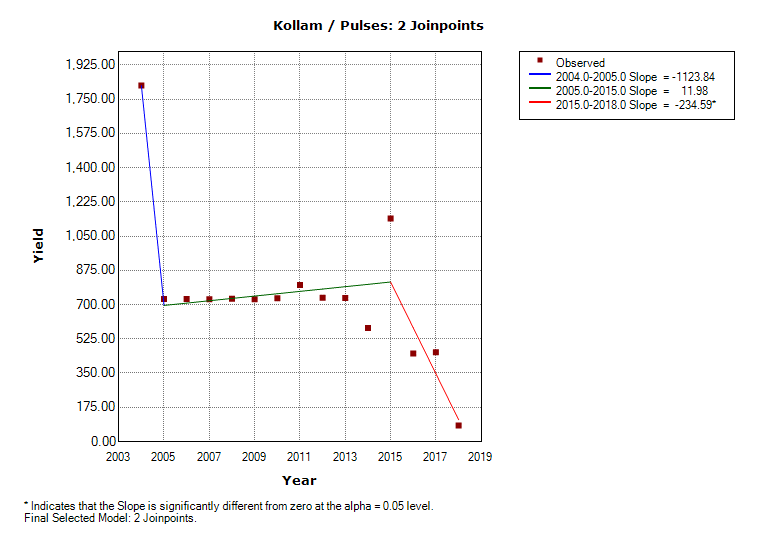 Kollam / Pulses: 2 Joinpoints
Observed
2004.0-2005.0 Slope = -1123.84
2005.0-2015.0 Slope = 11.98
2015.0-2018.0 Slope = -234.59*
1,925.00
1,750.00
1,575.00
1,400.00
1,225.00
1,050.00
875.00
700.00
525.00
350.00
175.00
0.00
Yield
2003 2005 2007 2009 2011 2013 2015 2017 2019
Year
* Indicates that the Slope is significantly different from zero at the alpha = 0.05 level.
Final Selected Model: 2 Joinpoints.